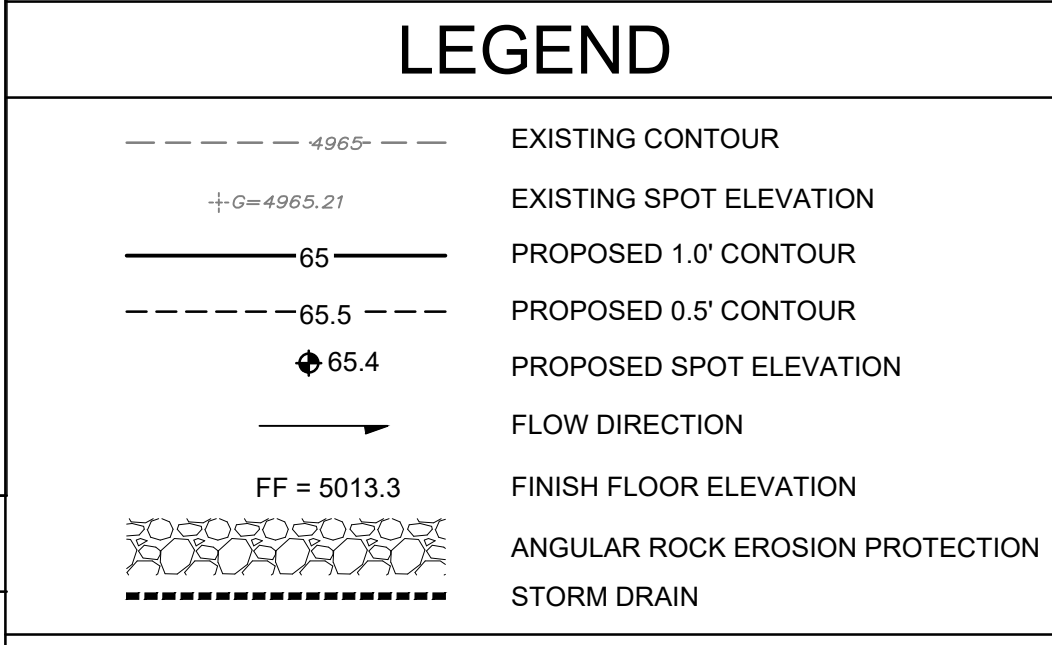 LEGEND
4965 EXISTING CONTOUR
G=4965.21 EXISTING SPOT ELEVATION
65 PROPOSED 1.0' CONTOUR
65.5 PROPOSED 0.5' CONTOUR
65.4 PROPOSED SPOT ELEVATION
FLOW DIRECTION
FF = 5013.3 FINISH FLOOR ELEVATION
ANGULAR ROCK EROSION PROTECTION
STORM DRAIN